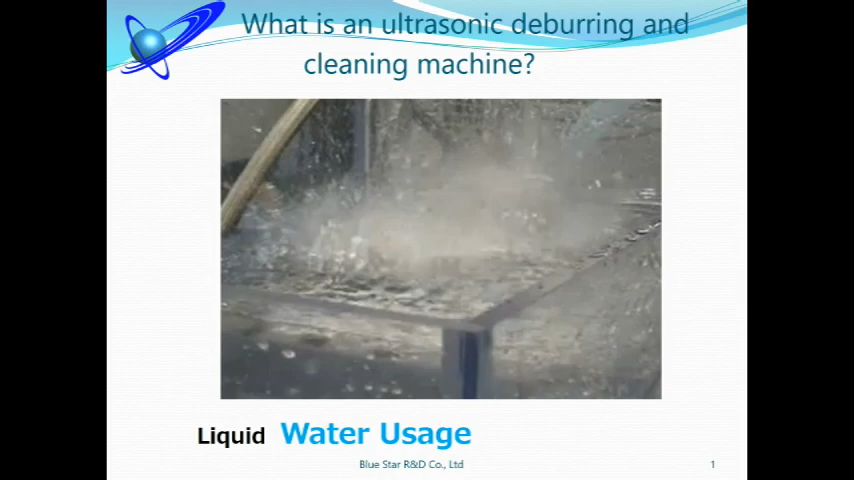 What is an ultrasonic deburring and
cleaning machine?
Liquid Water Usage
Blue Star R&D Co., Ltd
1